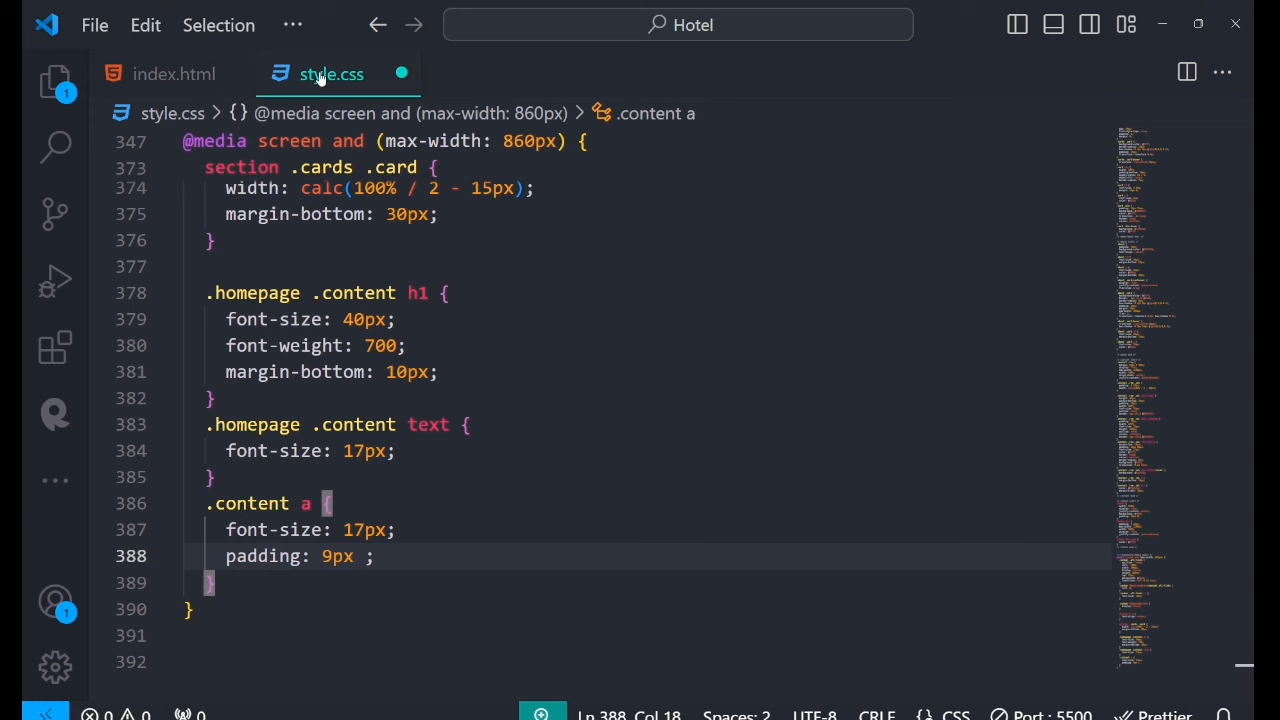 File Edit Selection ··· Hotel
index.html style.css
style.css > {} @media screen and (max-width: 860px) > .content a
347 @media screen and (max-width: 860px) {
373 section .cards .card {
374 width: calc(100% / 2 - 15px);
375 margin-bottom: 30px;
376 }
377
378 .homepage .content h1 {
379 font-size: 40px;
380 font-weight: 700;
381 margin-bottom: 10px;
382 }
383 .homepage .content text {
384 font-size: 17px;
385 }
386 .content a {
387 font-size: 17px;
388 padding: 9px ;
389 }
390 }
391
392
1
1
0 0 0 Ln 388, Col 18 Spaces: 2 UTF-8 CRLF {} CSS Port : 5500 Prettier